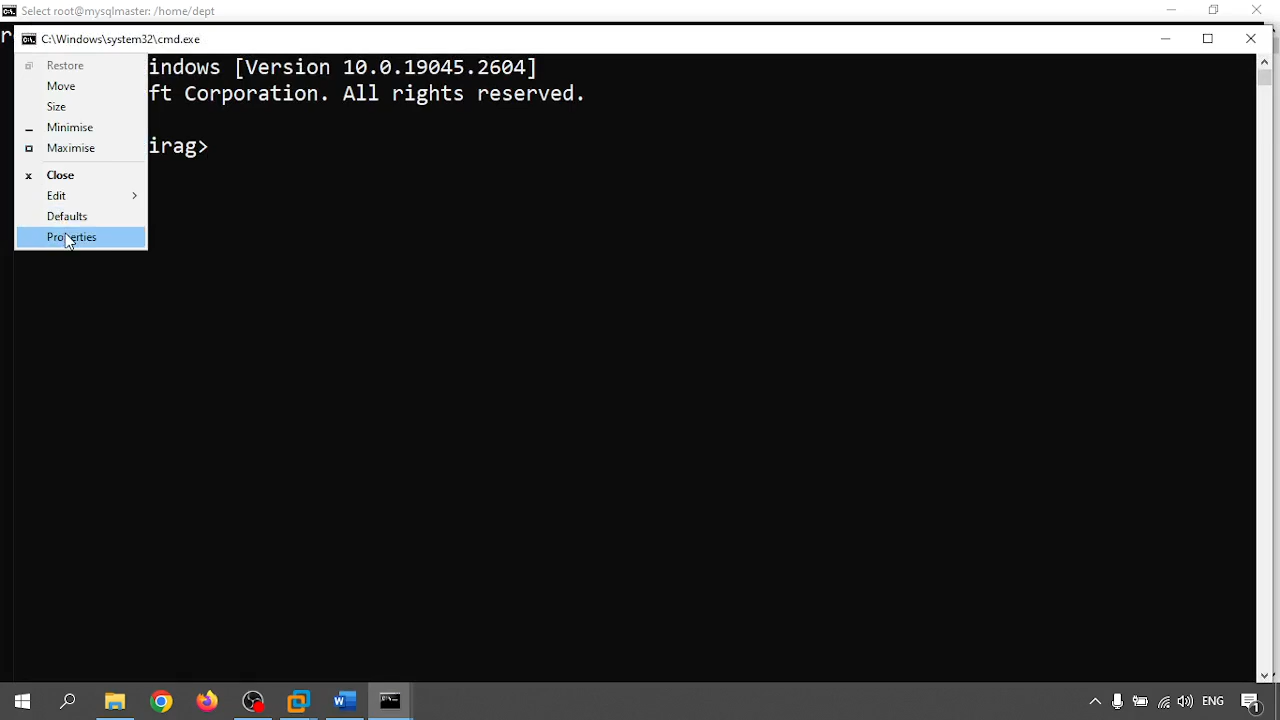 Select root@mysqlmaster: /home/dept
r
C:\Windows\system32\cmd.exe
Restore
indows [Version 10.0.19045.2604]
Move
ft Corporation. All rights reserved.
Size
Minimise
Maximise
irag>
Close
Edit
Defaults
Properties
ENG
1